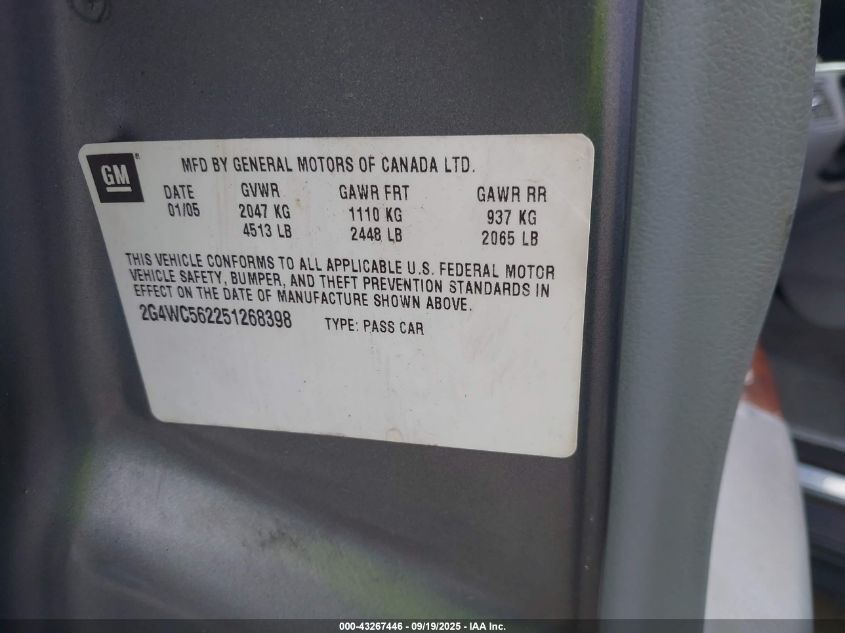 GM
MFD BY GENERAL MOTORS OF CANADA LTD.
DATE GVWR GAWR FRT GAWR RR
01/05 2047 KG 1110 KG 937 KG
4513 LB 2448 LB 2065 LB
THIS VEHICLE CONFORMS TO ALL APPLICABLE U.S. FEDERAL MOTOR
VEHICLE SAFETY, BUMPER, AND THEFT PREVENTION STANDARDS IN
EFFECT ON THE DATE OF MANUFACTURE SHOWN ABOVE.
2G4WC562251268398 TYPE: PASS CAR
000-43267446 - 09/19/2025 - IAA Inc.